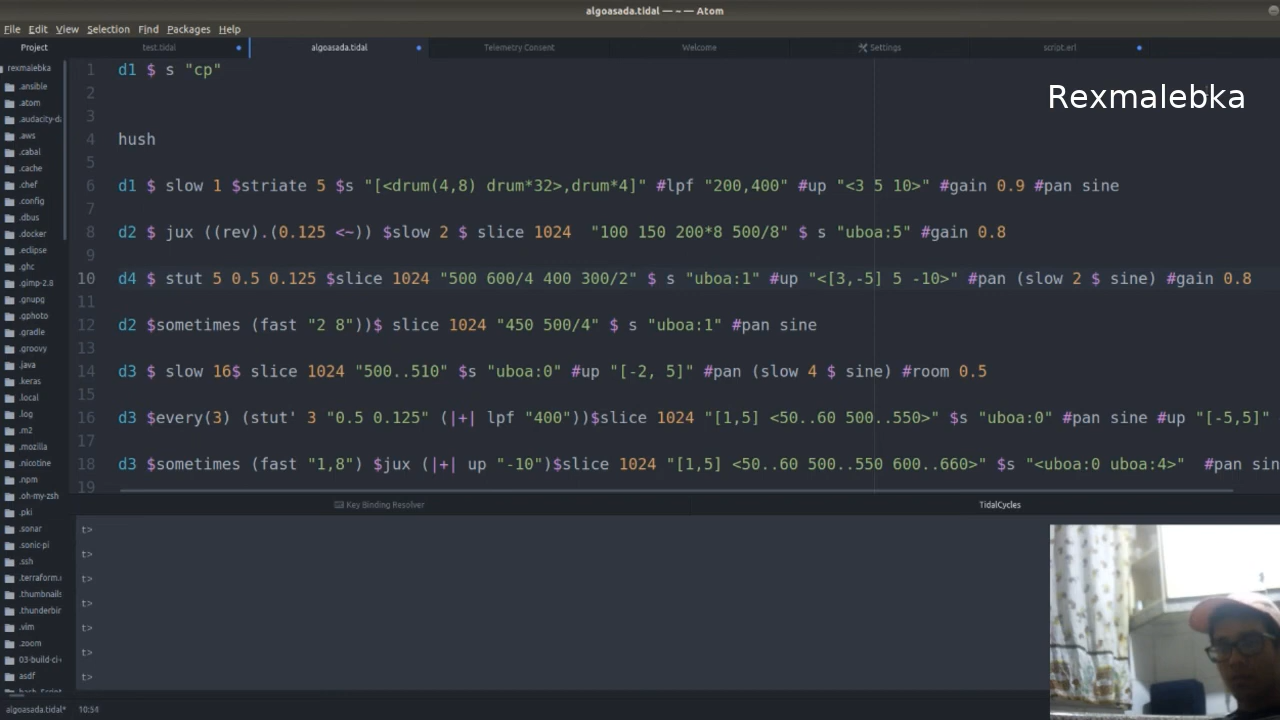 algoasada.tidal — ~ — Atom
File Edit View Selection Find Packages Help
Project
test.tidal
algoasada.tidal
Telemetry Consent
Welcome
Settings
script.erl
rexmalebka
.ansible
.atom
.audacity-da
.aws
.cabal
.cache
.chef
.config
.dbus
.docker
.eclipse
.ghc
.gimp-2.8
.gnupg
.gphoto
.gradle
.groovy
.java
.keras
.local
.log
.m2
.mozilla
.nicotine
.npm
.oh-my-zsh
.pki
.sonar
.sonic-pi
.ssh
.terraform.
.thumbnails
.thunderbir
.vim
.zoom
03-build-ci-
asdf
bash_Script
1 d1 $ s "cp"
2
3
4 hush
5
6 d1 $ slow 1 $striate 5 $s "[<drum(4,8) drum*32>,drum*4]" #lpf "200,400" #up "<3 5 10>" #gain 0.9 #pan sine
7
8 d2 $ jux ((rev).(0.125 <~)) $slow 2 $ slice 1024  "100 150 200*8 500/8" $ s "uboa:5" #gain 0.8
9
10 d4 $ stut 5 0.5 0.125 $slice 1024 "500 600/4 400 300/2" $ s "uboa:1" #up "<[3,-5] 5 -10>" #pan (slow 2 $ sine) #gain 0.8
11
12 d2 $sometimes (fast "2 8"))$ slice 1024 "450 500/4" $ s "uboa:1" #pan sine
13
14 d3 $ slow 16$ slice 1024 "500..510" $s "uboa:0" #up "[-2, 5]" #pan (slow 4 $ sine) #room 0.5
15
16 d3 $every(3) (stut' 3 "0.5 0.125" (|+| lpf "400"))$slice 1024 "[1,5] <50..60 500..550>" $s "uboa:0" #pan sine #up "[-5,5]"
17
18 d3 $sometimes (fast "1,8") $jux (|+| up "-10")$slice 1024 "[1,5] <50..60 500..550 600..660>" $s "<uboa:0 uboa:4>"  #pan sin
19
Rexmalebka
Key Binding Resolver
TidalCycles
t>
t>
t>
t>
t>
t>
t>
algoasada.tidal* 10:54